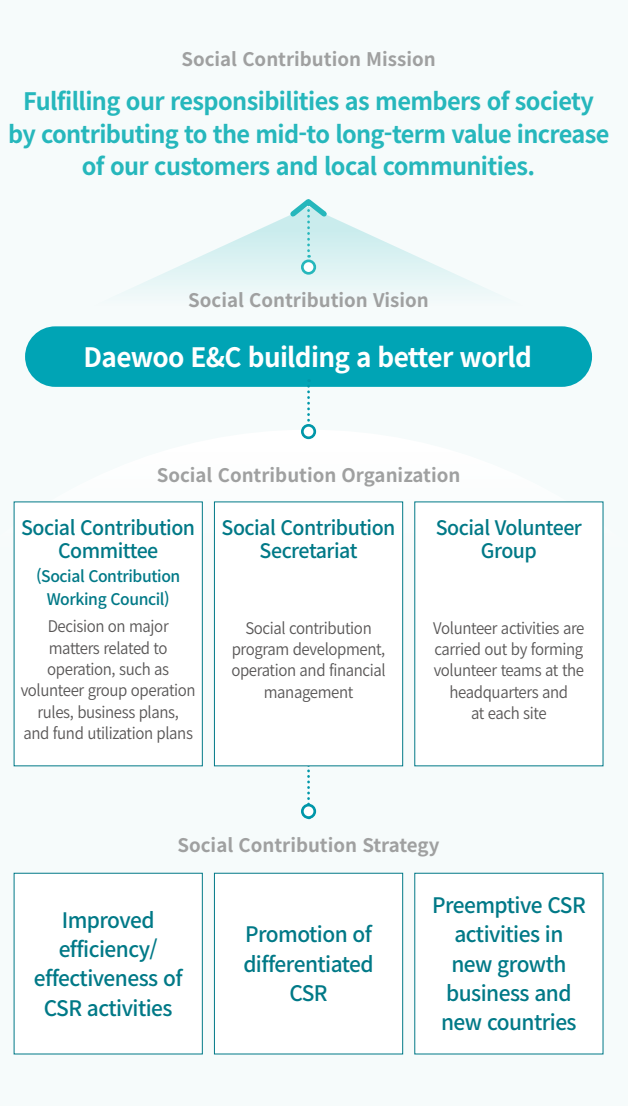 Social Contribution Mission
Fulfilling our responsibilities as members of society
by contributing to the mid-to long-term value increase
of our customers and local communities.
Social Contribution Vision
Daewoo E&C building a better world
Social Contribution Organization
Social Contribution
Committee
(Social Contribution
Working Council)
Decision on major
matters related to
operation, such as
volunteer group operation
rules, business plans,
and fund utilization plans
Social Contribution
Secretariat
Social contribution
program development,
operation and financial
management
Social Volunteer
Group
Volunteer activities are
carried out by forming
volunteer teams at the
headquarters and
at each site
Social Contribution Strategy
Improved
efficiency/
effectiveness of
CSR activities
Promotion of
differentiated
CSR
Preemptive CSR
activities in
new growth
business and
new countries